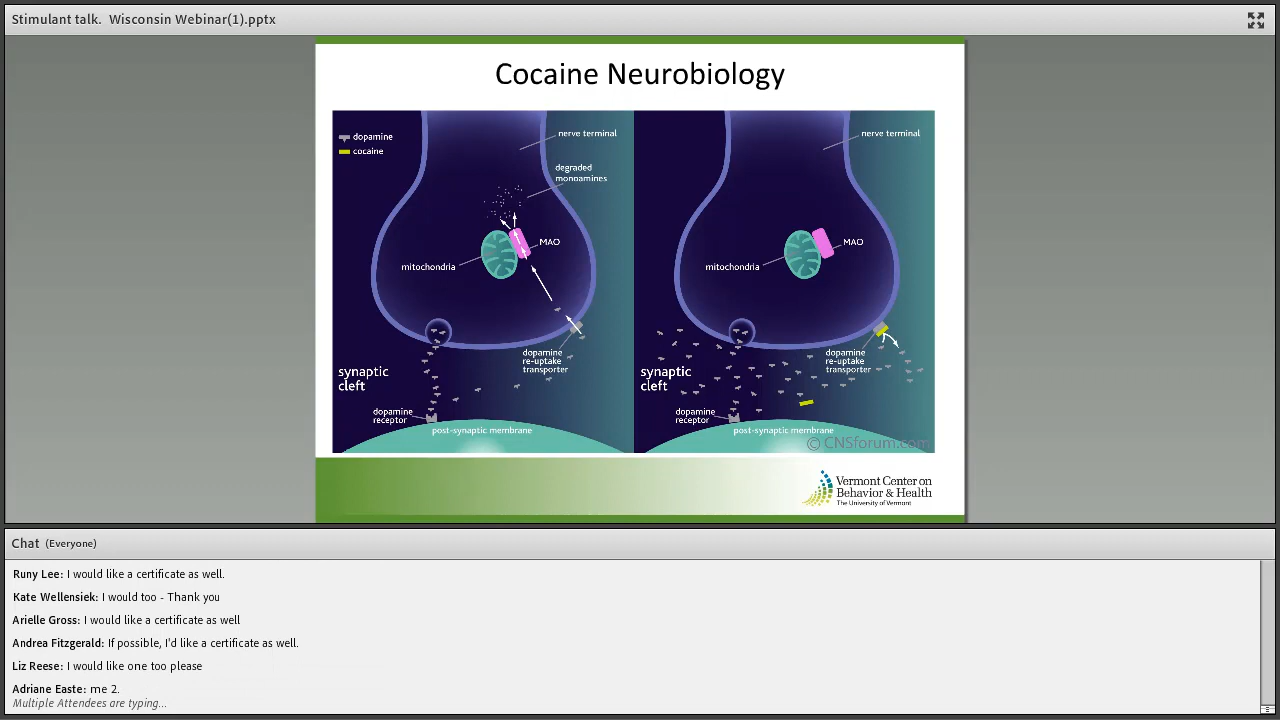 Stimulant talk.  Wisconsin Webinar(1).pptx
Cocaine Neurobiology
dopamine
cocaine
nerve terminal
degraded
monoamines
MAO
mitochondria
dopamine
re-uptake
transporter
synaptic
cleft
dopamine
receptor
post-synaptic membrane
nerve terminal
MAO
mitochondria
dopamine
re-uptake
transporter
synaptic
cleft
dopamine
receptor
post-synaptic membrane
© CNSforum.com
Vermont Center on
Behavior & Health
The University of Vermont
Chat (Everyone)
Runy Lee: I would like a certificate as well.
Kate Wellensiek: I would too - Thank you
Arielle Gross: I would like a certificate as well
Andrea Fitzgerald: If possible, I'd like a certificate as well.
Liz Reese: I would like one too please
Adriane Easte: me 2.
Multiple Attendees are typing...